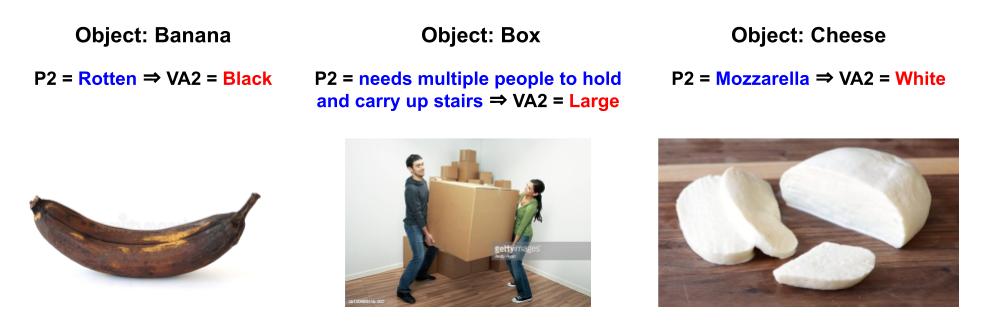 Object: Banana
P2 = Rotten ⇒ VA2 = Black
Object: Box
P2 = needs multiple people to hold
and carry up stairs ⇒ VA2 = Large
gettyimages
Object: Cheese
P2 = Mozzarella ⇒ VA2 = White